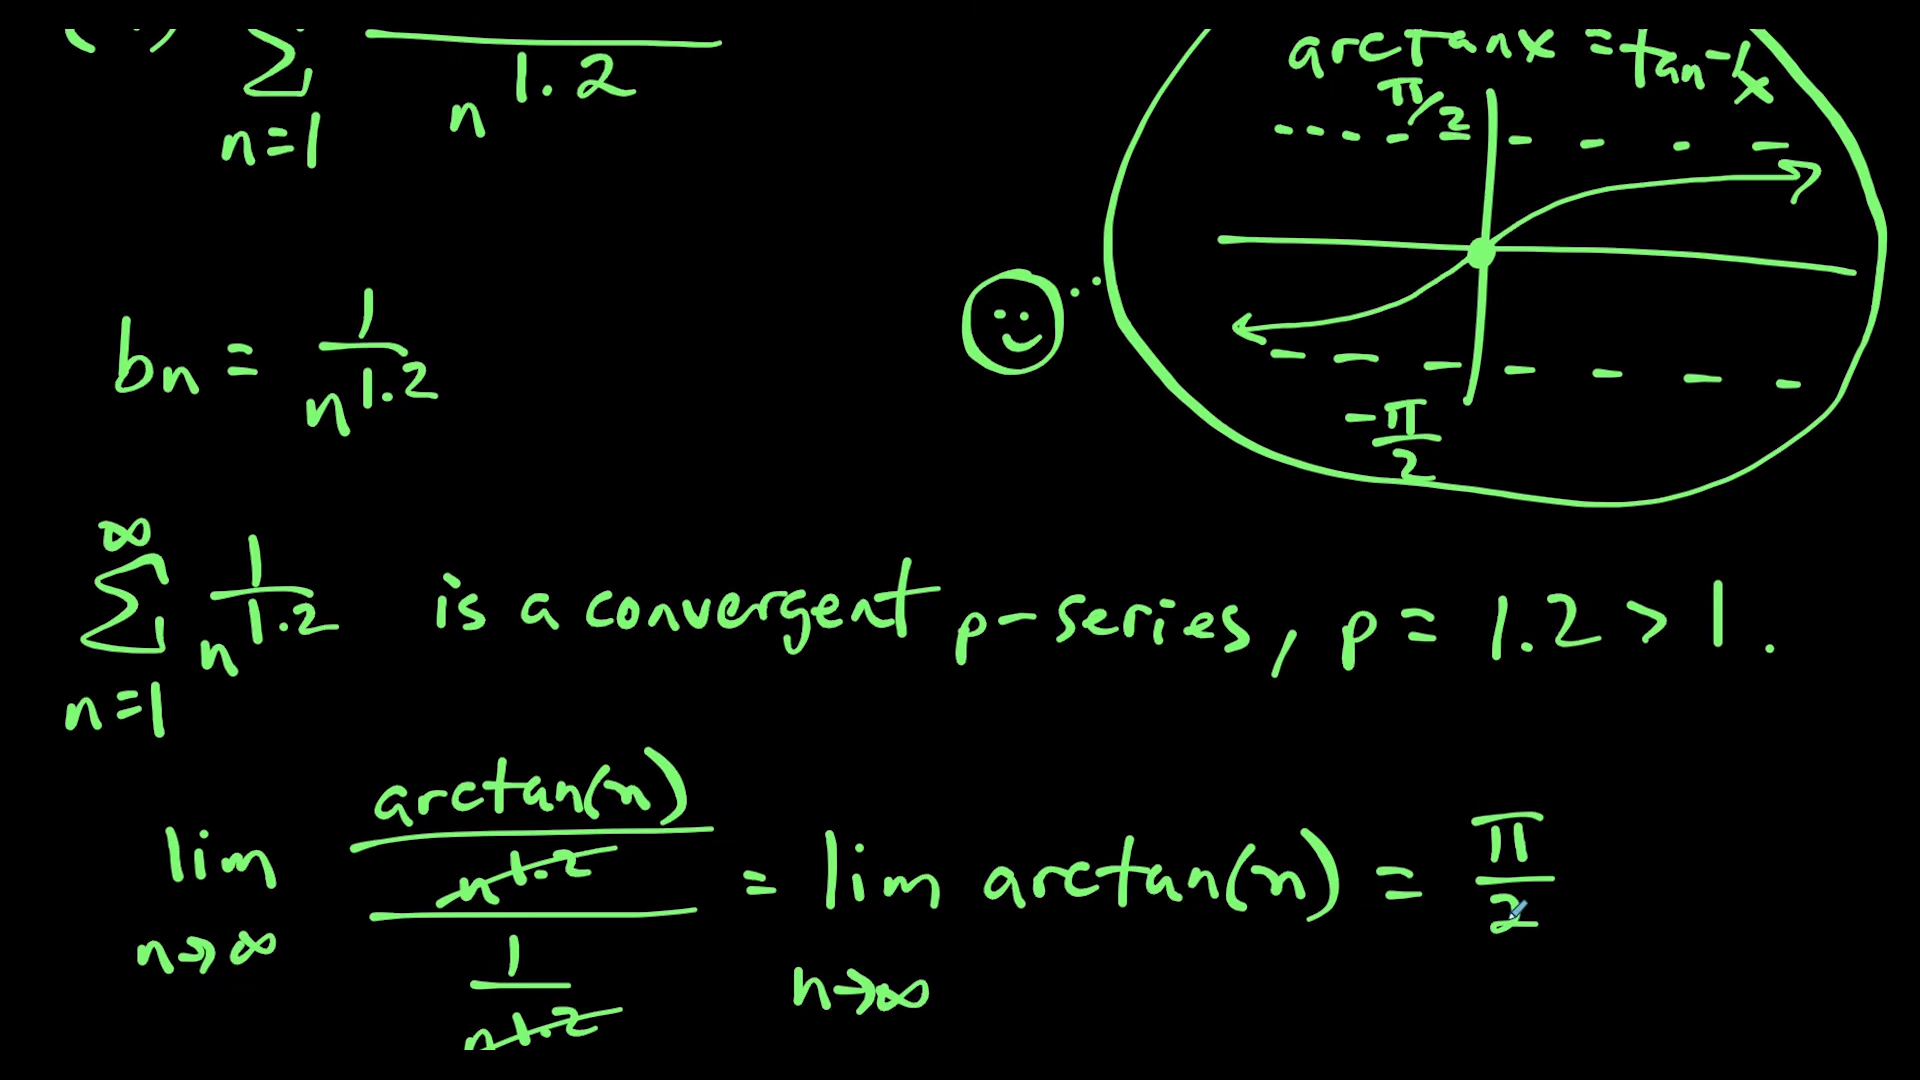 ∑ n=1 n^1.2
arctan x = tan^-1 x
π/2
-π/2
bn = 1/n^1.2
∞ ∑ n=1 1/n^1.2 is a convergent p-series, p = 1.2 > 1.
lim n→∞ (arctan(n)/n^1.2)/(1/n^1.2) = lim n→∞ arctan(n) = π/2